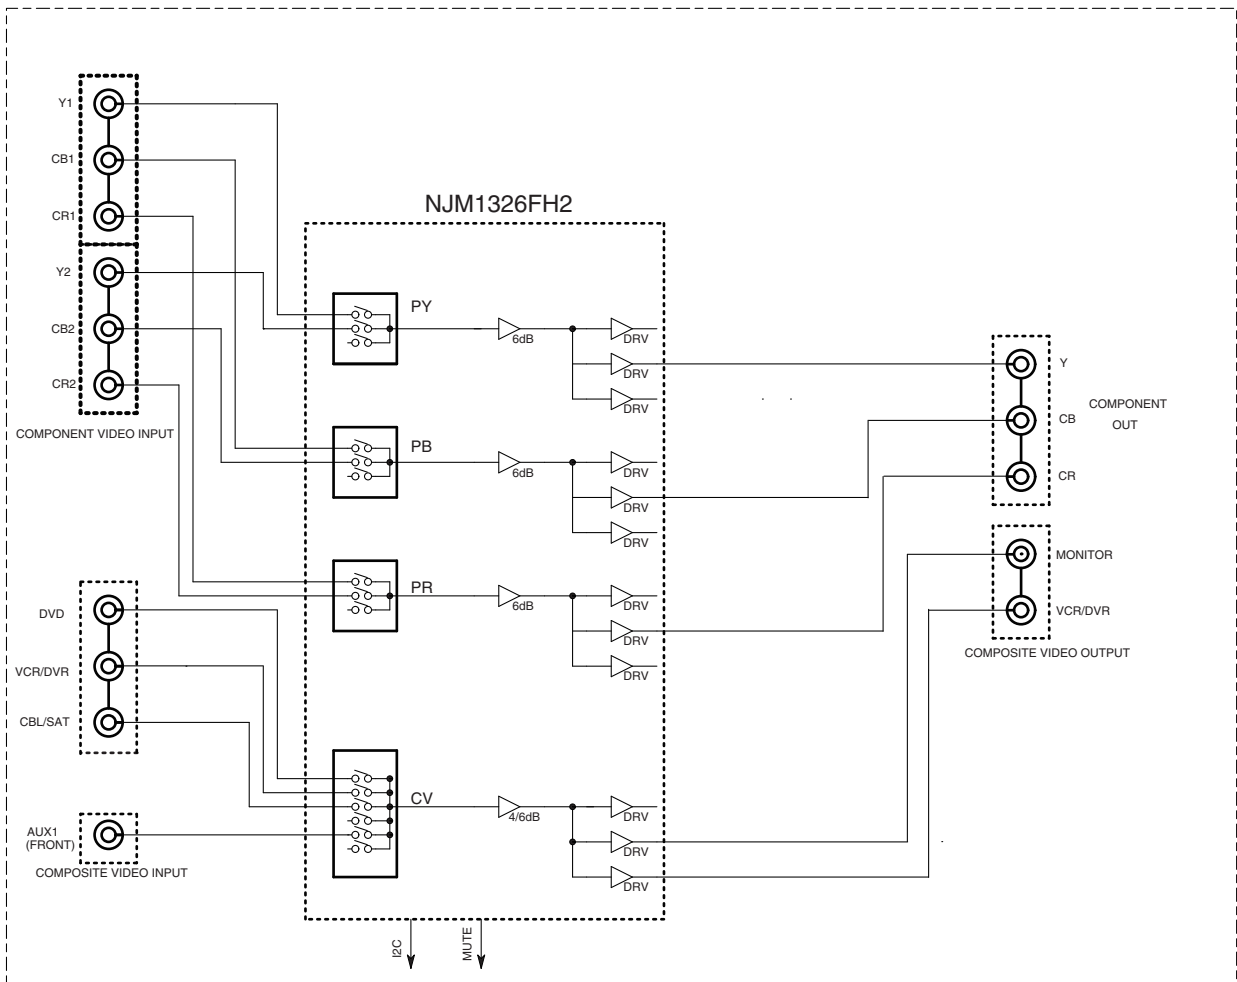 Y1
CB1
CR1
Y2
CB2
CR2
COMPONENT VIDEO INPUT
DVD
VCR/DVR
CBL/SAT
AUX1
(FRONT)
COMPOSITE VIDEO INPUT
NJM1326FH2
PY
6dB
DRV
DRV
DRV
PB
6dB
DRV
DRV
DRV
PR
6dB
DRV
DRV
DRV
CV
4/6dB
DRV
DRV
DRV
I2C
MUTE
Y
CB
CR
COMPONENT
OUT
MONITOR
VCR/DVR
COMPOSITE VIDEO OUTPUT